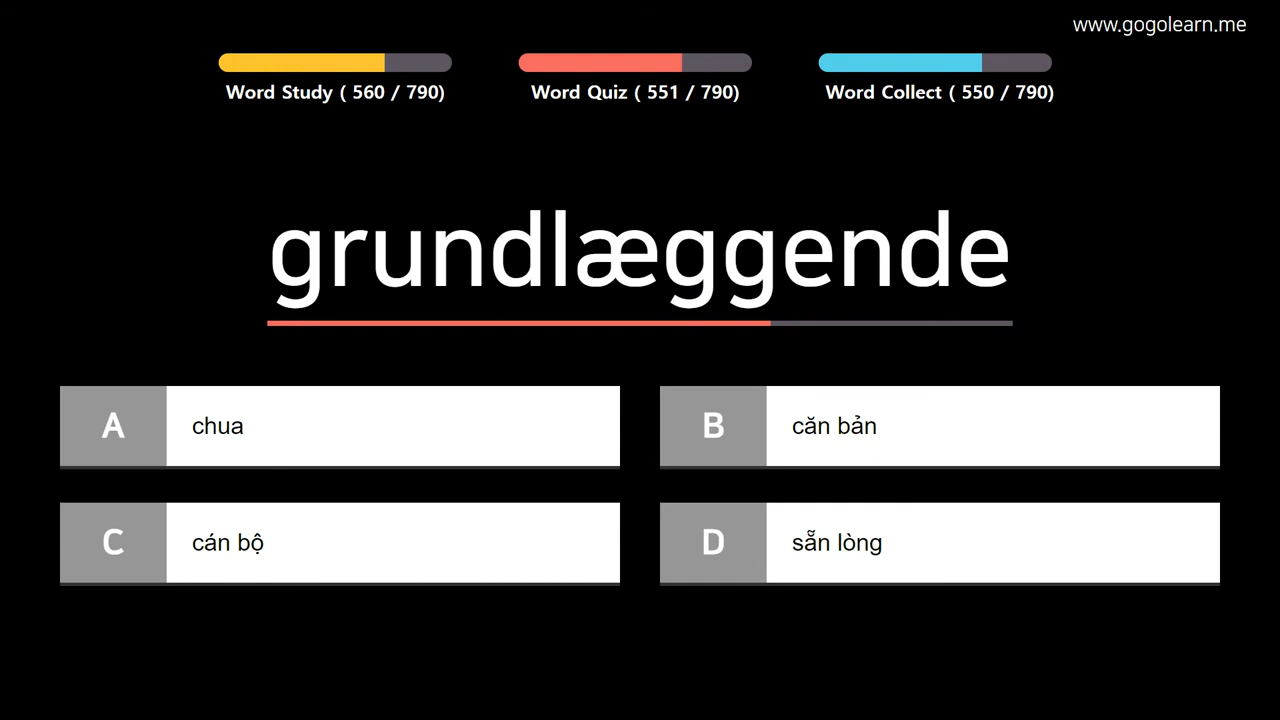 www.gogolearn.me
Word Study ( 560 / 790)
Word Quiz ( 551 / 790)
Word Collect ( 550 / 790)
grundlæggende
A chua
B căn bản
C cán bộ
D sẵn lòng